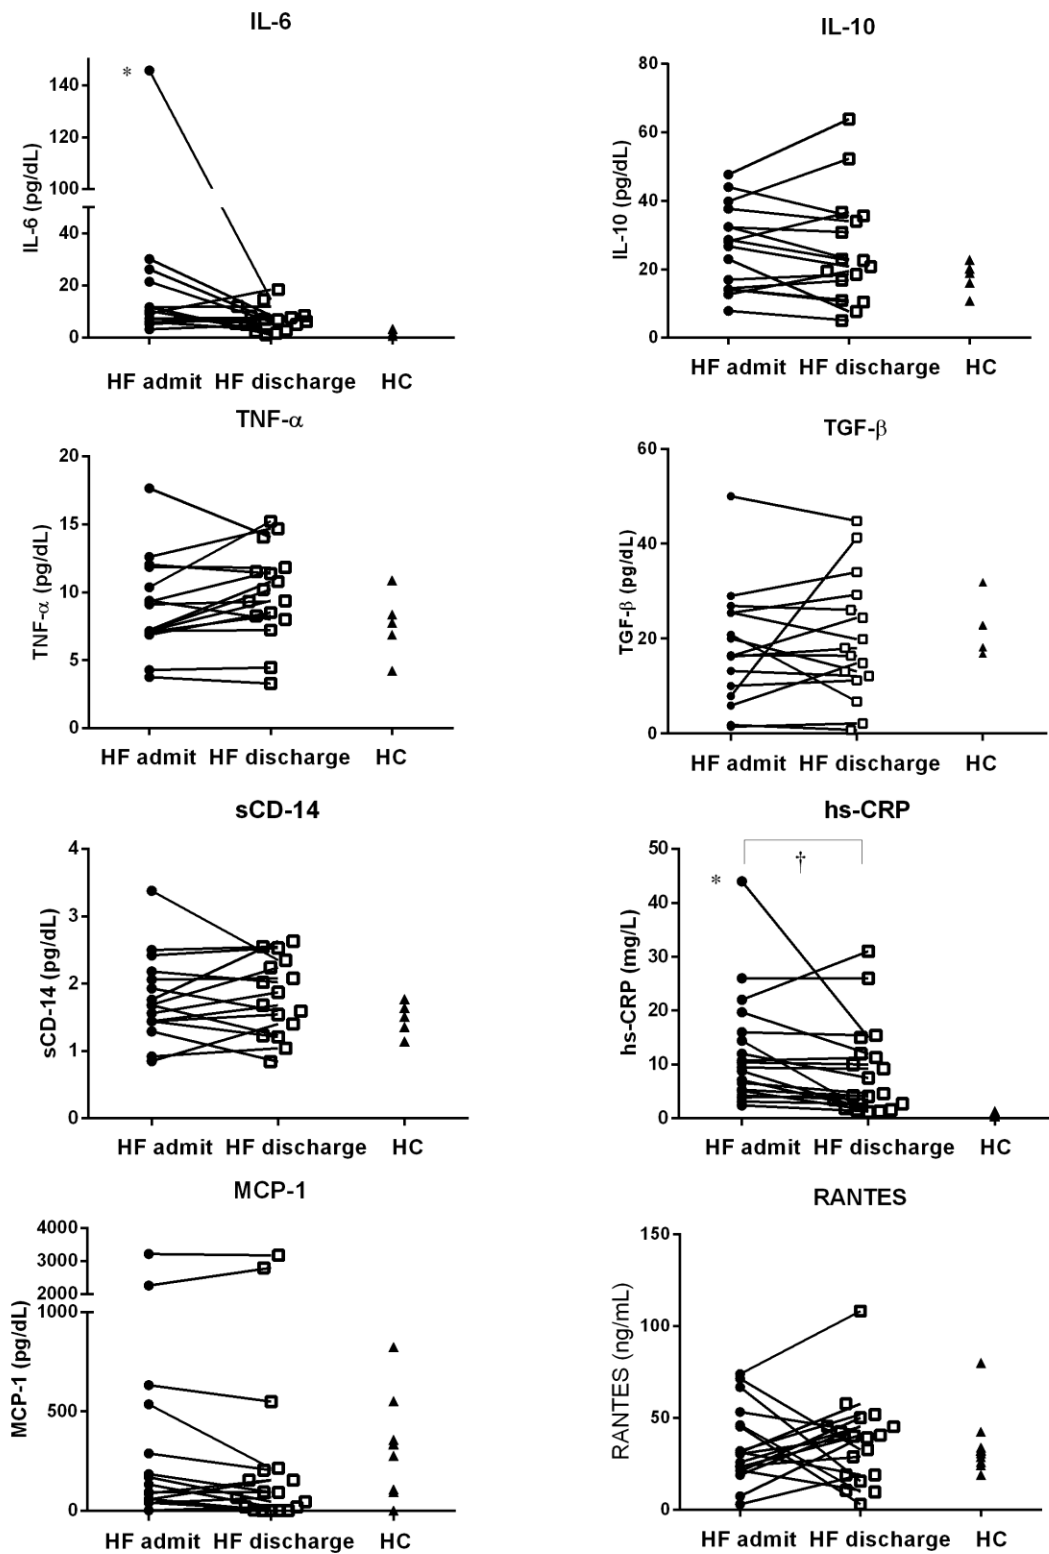 IL-6
IL-6 (pg/dL)
140
120
100
40
20
0
*
HF admit HF discharge HC
IL-10
IL-10 (pg/dL)
80
60
40
20
0
HF admit HF discharge HC
TNF-α
TNF-α (pg/dL)
20
15
10
5
0
HF admit HF discharge HC
TGF-β
TGF-β (pg/dL)
60
40
20
0
HF admit HF discharge HC
sCD-14
sCD-14 (pg/dL)
4
3
2
1
0
HF admit HF discharge HC
hs-CRP
hs-CRP (mg/L)
50
40
30
20
10
0
*
†
HF admit HF discharge HC
MCP-1
MCP-1 (pg/dL)
4000
3000
2000
1000
500
0
HF admit HF discharge HC
RANTES
RANTES (ng/mL)
150
100
50
0
HF admit HF discharge HC